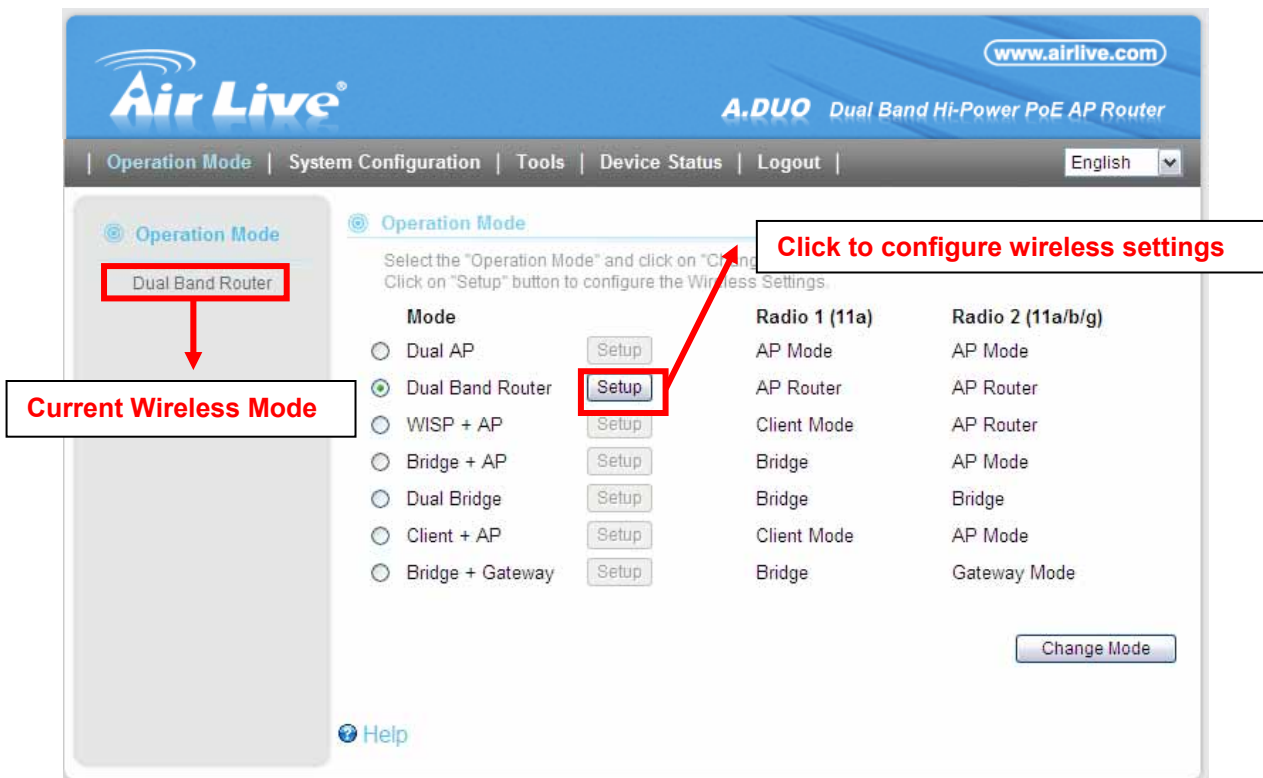 www.airlive.com
Air Live®
A.DUO Dual Band Hi-Power PoE AP Router
| Operation Mode | System Configuration | Tools | Device Status | Logout |
English
Operation Mode
Dual Band Router
Current Wireless Mode
Operation Mode
Click to configure wireless settings
Select the "Operation Mode" and click on
Click on "Setup" button to configure the Wireless Settings.
Mode Radio 1 (11a) Radio 2 (11a/b/g)
Dual AP Setup AP Mode AP Mode
Dual Band Router Setup AP Router AP Router
WISP + AP Setup Client Mode AP Router
Bridge + AP Setup Bridge AP Mode
Dual Bridge Setup Bridge Bridge
Client + AP Setup Client Mode AP Mode
Bridge + Gateway Setup Bridge Gateway Mode
Change Mode
Help